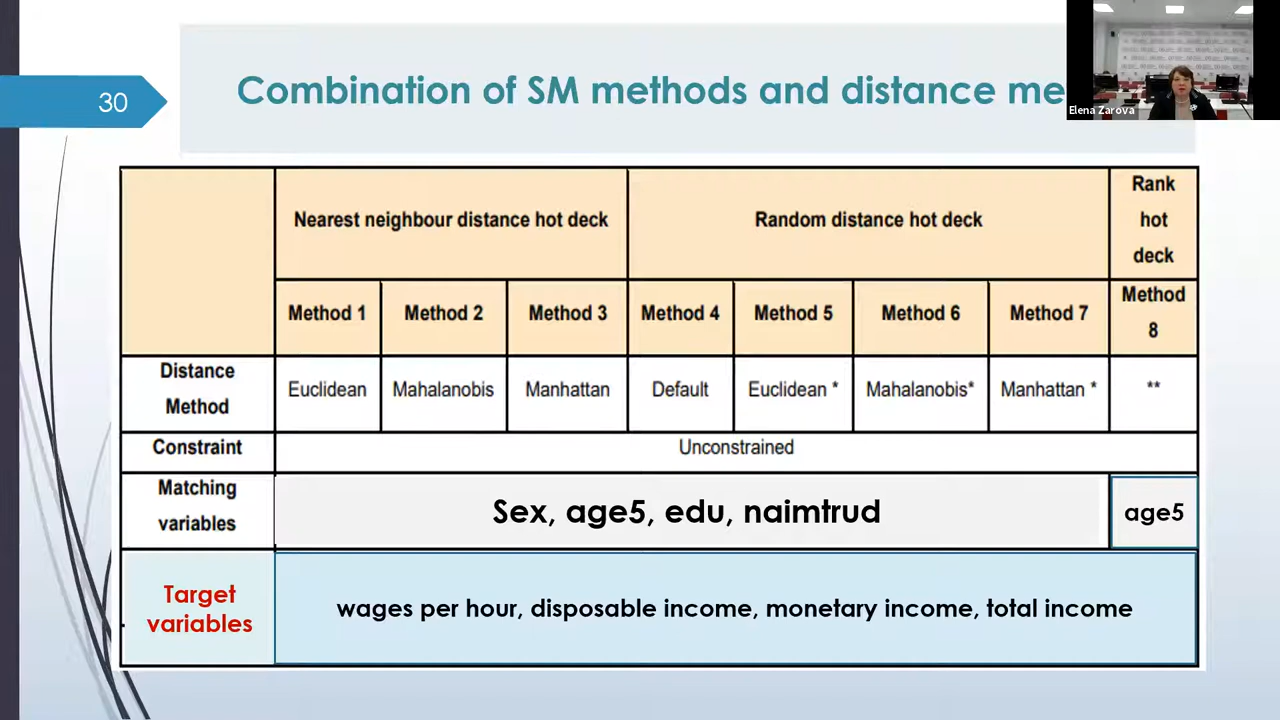 30
Combination of SM methods and distance me
Elena Zarova
Nearest neighbour distance hot deck
Random distance hot deck
Rank
hot
deck
Method 1
Method 2
Method 3
Method 4
Method 5
Method 6
Method 7
Method
8
Distance
Method
Euclidean
Mahalanobis
Manhattan
Default
Euclidean *
Mahalanobis*
Manhattan *
**
Constraint
Unconstrained
Matching
variables
Sex, age5, edu, naimtrud
age5
Target
variables
wages per hour, disposable income, monetary income, total income